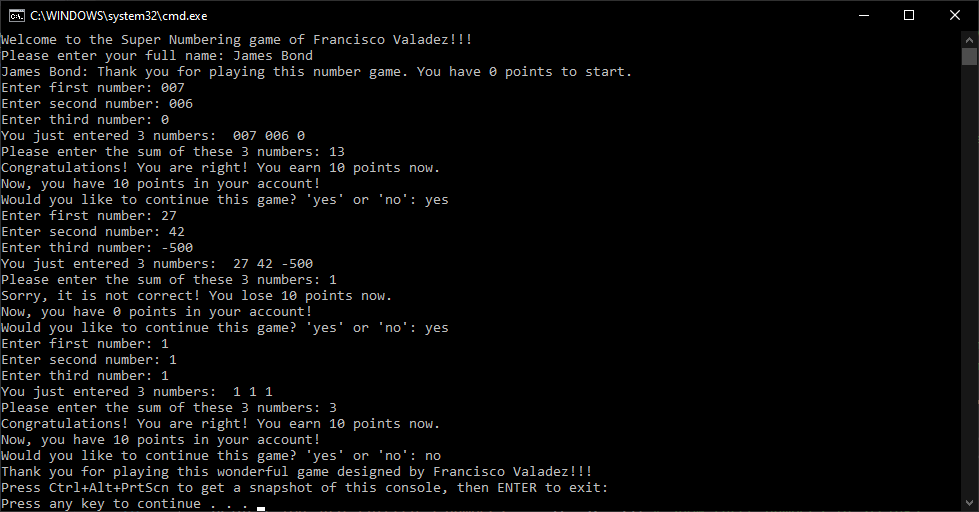 C:\WINDOWS\system32\cmd.exe
Welcome to the Super Numbering game of Francisco Valadez!!!
Please enter your full name: James Bond
James Bond: Thank you for playing this number game. You have 0 points to start.
Enter first number: 007
Enter second number: 006
Enter third number: 0
You just entered 3 numbers:  007 006 0
Please enter the sum of these 3 numbers: 13
Congratulations! You are right! You earn 10 points now.
Now, you have 10 points in your account!
Would you like to continue this game? 'yes' or 'no': yes
Enter first number: 27
Enter second number: 42
Enter third number: -500
You just entered 3 numbers:  27 42 -500
Please enter the sum of these 3 numbers: 1
Sorry, it is not correct! You lose 10 points now.
Now, you have 0 points in your account!
Would you like to continue this game? 'yes' or 'no': yes
Enter first number: 1
Enter second number: 1
Enter third number: 1
You just entered 3 numbers:  1 1 1
Please enter the sum of these 3 numbers: 3
Congratulations! You are right! You earn 10 points now.
Now, you have 10 points in your account!
Would you like to continue this game? 'yes' or 'no': no
Thank you for playing this wonderful game designed by Francisco Valadez!!!
Press Ctrl+Alt+PrtScn to get a snapshot of this console, then ENTER to exit:
Press any key to continue . . .